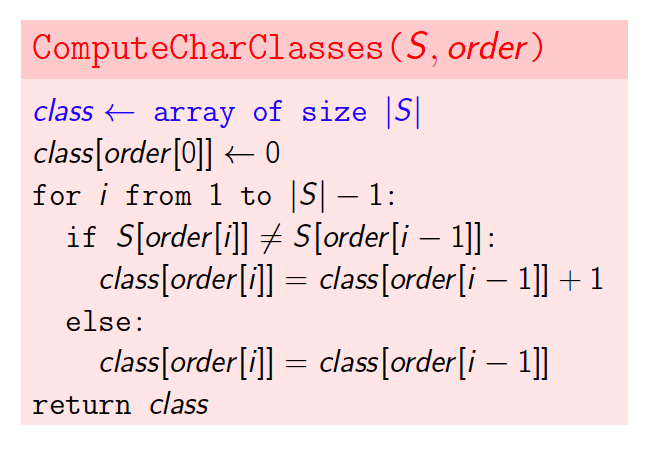 ComputeCharClasses(S, order)
class ← array of size |S|
class[order[0]] ← 0
for i from 1 to |S| − 1:
if S[order[i]] ≠ S[order[i − 1]]:
class[order[i]] = class[order[i − 1]] + 1
else:
class[order[i]] = class[order[i − 1]]
return class